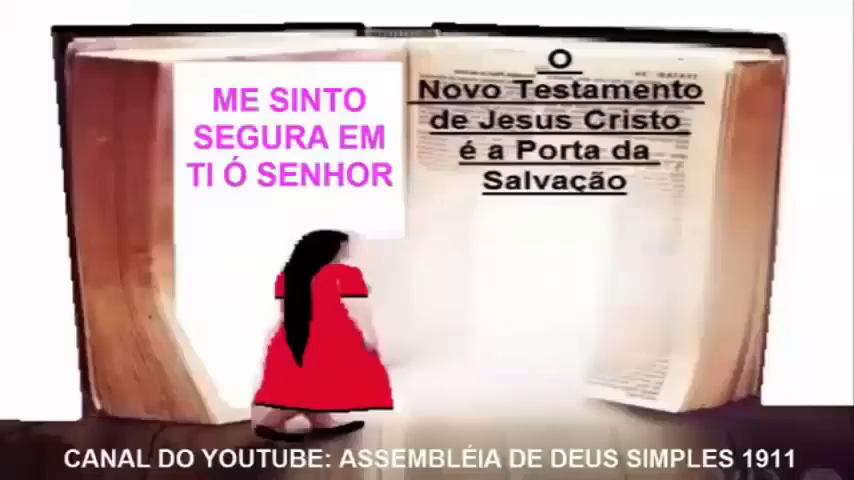 ME SINTO
SEGURA EM
TI Ó SENHOR
O
Novo Testamento
de Jesus Cristo
é a Porta da
Salvação
CANAL DO YOUTUBE: ASSEMBLÉIA DE DEUS SIMPLES 1911